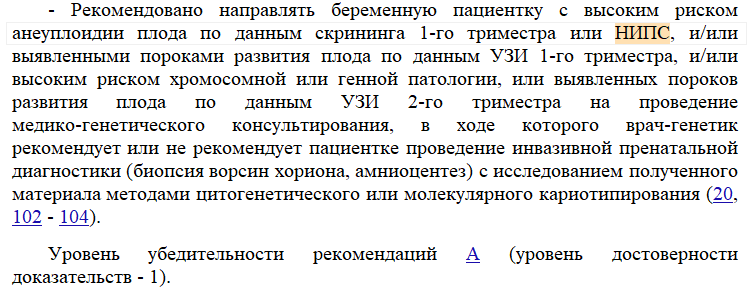 - Рекомендовано направлять беременную пациентку с высоким риском
анеуплоидии плода по данным скрининга 1-го триместра или НИПС, и/или
выявленными пороками развития плода по данным УЗИ 1-го триместра, и/или
высоким риском хромосомной или генной патологии, или выявленных пороков
развития плода по данным УЗИ 2-го триместра на проведение
медико-генетического консультирования, в ходе которого врач-генетик
рекомендует или не рекомендует пациентке проведение инвазивной пренатальной
диагностики (биопсия ворсин хориона, амниоцентез) с исследованием полученного
материала методами цитогенетического или молекулярного кариотипирования (20,
102 - 104).
Уровень убедительности рекомендаций А (уровень достоверности
доказательств - 1).